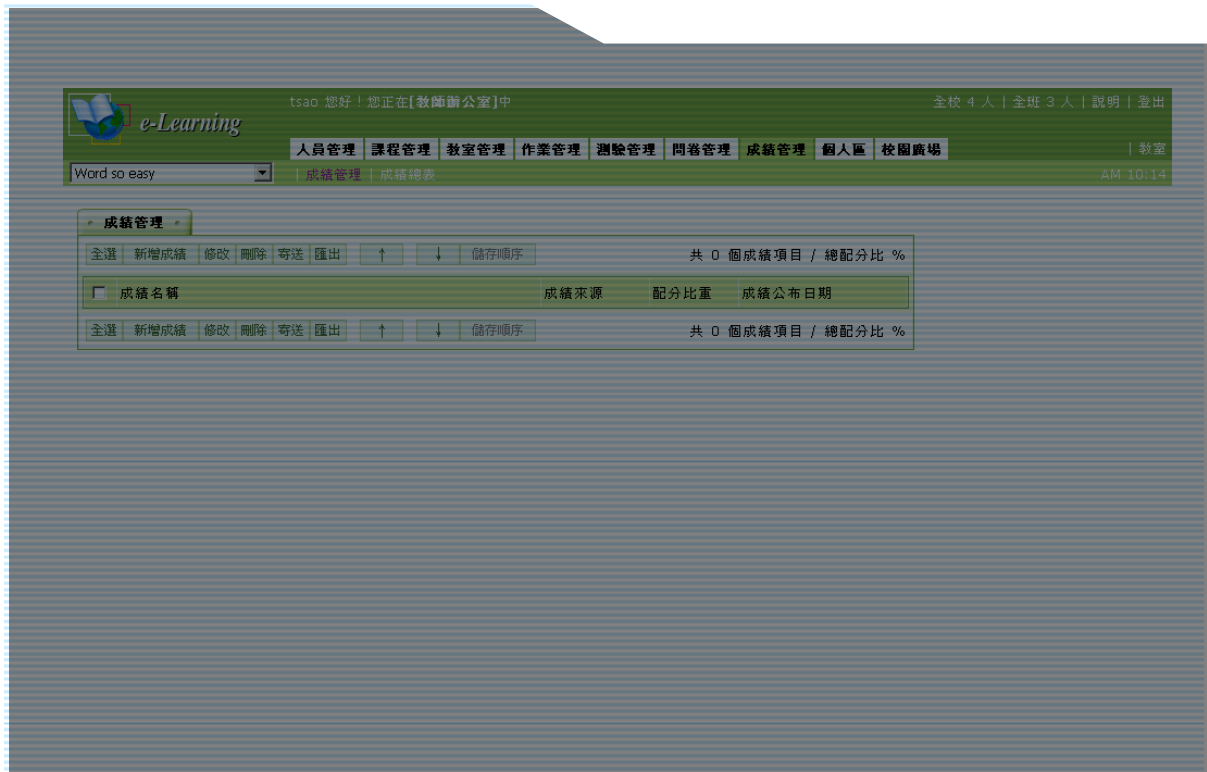 tsao 您好！您正在[教師辦公室]中
全校 4 人 | 全班 3 人 | 說明 | 登出
e-Learning
人員管理 課程管理 教室管理 作業管理 測驗管理 問卷管理 成績管理 個人區 校園廣場
| 教室
Word so easy
| 成績管理 | 成績總表
AM 10:14
成績管理
全選 新增成績 修改 刪除 寄送 匯出 ↑ ↓ 儲存順序 共 0 個成績項目 / 總配分比 %
成績名稱 成績來源 配分比重 成績公布日期
全選 新增成績 修改 刪除 寄送 匯出 ↑ ↓ 儲存順序 共 0 個成績項目 / 總配分比 %